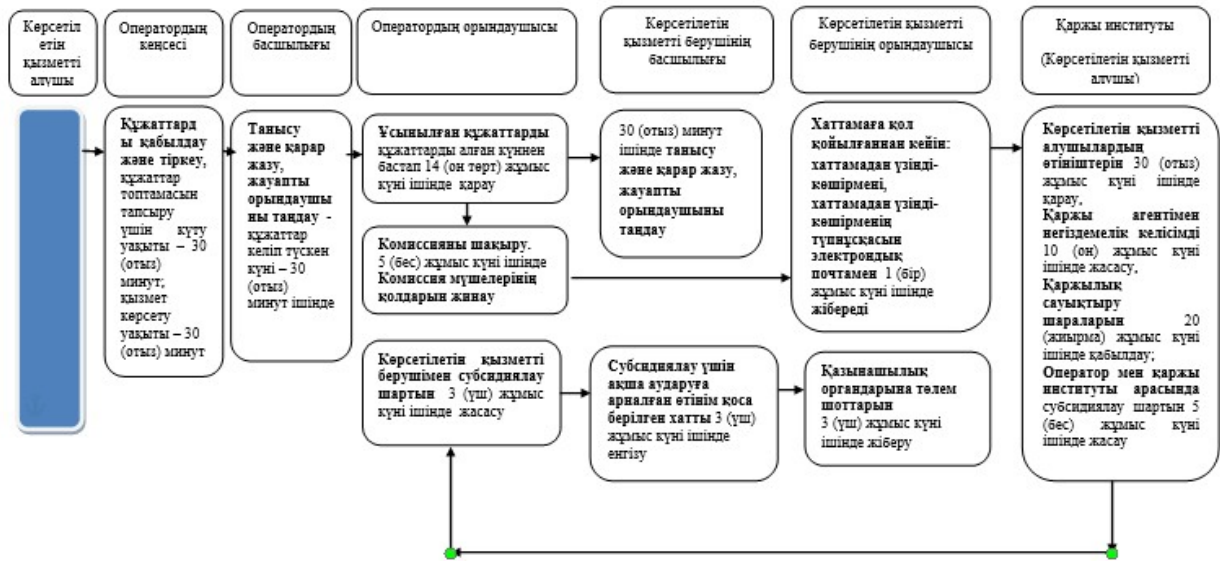 Көрсетіл
етін
қызметті
алушы
Оператордың
кеңсесі
Оператордың
басшылығы
Оператордың орындаушысы
Көрсетілетін
қызметті берушінің
басшылығы
Көрсетілетін қызметті
берушінің орындаушысы
Қаржы институты
(Көрсетілетін қызметті
алушы)
Құжаттард
ы қабылдау
және тіркеу,
құжаттар
топтамасын
тапсыру
үшін күту
уақыты – 30
(отыз)
минут;
қызмет
көрсету
уақыты – 30
(отыз) минут
Танысу
және қарар
жазу,
жауапты
орындаушы
ны таңдау -
құжаттар
келіп түскен
күні – 30
(отыз)
минут ішінде
Ұсынылған құжаттарды
құжаттарды алған күннен
бастап 14 (он төрт) жұмыс
күні ішінде қарау
Комиссияны шақыру.
5 (бес) жұмыс күні ішінде
Комиссия мүшелерінің
қолдарын жинау
30 (отыз) минут
ішінде танысу
және қарар жазу,
жауапты
орындаушыны
таңдау
Хаттамаға қол
қойылғаннан кейін:
хаттамадан үзінді-
көшірмені,
хаттамадан үзінді-
көшірменің
түпнұсқасын
электрондық
почтамен 1 (бір)
жұмыс күні ішінде
жібереді
Көрсетілетін қызметті
алушылардың
өтініштерін 30 (отыз)
жұмыс күні ішінде
қарау,
Қаржы агентімен
негіздемелік келісімді
10 (он) жұмыс күні
ішінде жасасу,
Қаржылық
сауықтыру
шараларын 20
(жиырма) жұмыс күні
ішінде қабылдау;
Оператор мен қаржы
институты арасында
субсидиялау шартын 5
(бес) жұмыс күні
ішінде жасау
Көрсетілетін қызметті
берушімен субсидиялау
шартын 3 (үш) жұмыс
күні ішінде жасасу
Субсидиялау үшін
ақша аударуға
арналған өтінім қоса
берілген хатты 3 (үш)
жұмыс күні ішінде
енгізу
Қазынашылық
органдарына төлем
шоттарын
3 (үш) жұмыс күні
ішінде жіберу